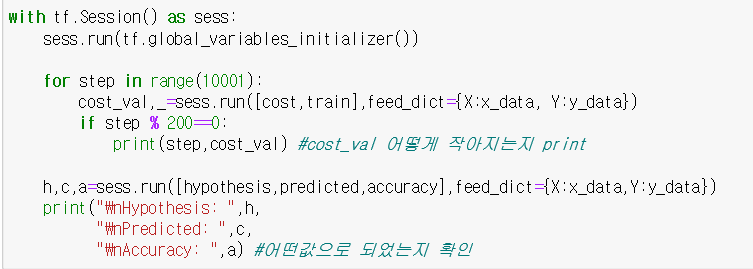 with tf.Session() as sess:
    sess.run(tf.global_variables_initializer())

    for step in range(10001):
        cost_val,_=sess.run([cost,train],feed_dict={X:x_data, Y:y_data})
        if step % 200==0:
            print(step,cost_val) #cost_val 어떻게 작아지는지 print

    h,c,a=sess.run([hypothesis,predicted,accuracy],feed_dict={X:x_data,Y:y_data})
    print("₩nHypothesis: ",h,
          "₩nPredicted: ",c,
          "₩nAccuracy: ",a) #어떤값으로 되었는지 확인